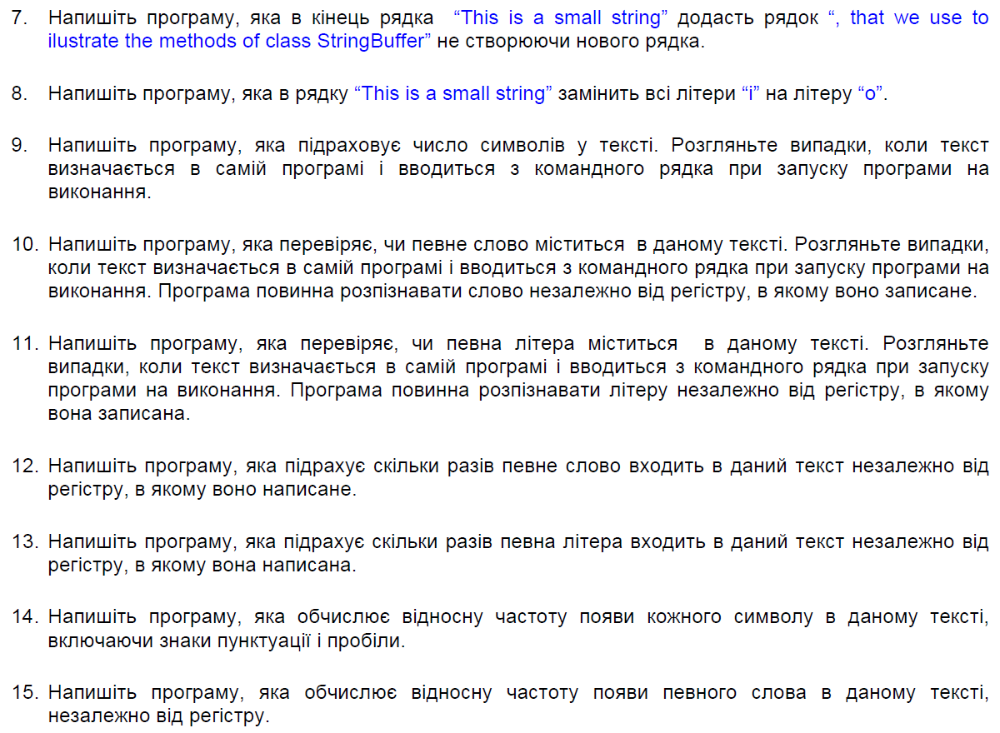 7. Напишіть програму, яка в кінець рядка “This is a small string” додасть рядок “, that we use to
ilustrate the methods of class StringBuffer” не створюючи нового рядка.
8. Напишіть програму, яка в рядку “This is a small string” замінить всі літери “i” на літеру “o”.
9. Напишіть програму, яка підраховує число символів у тексті. Розгляньте випадки, коли текст
визначається в самій програмі і вводиться з командного рядка при запуску програми на
виконання.
10. Напишіть програму, яка перевіряє, чи певне слово міститься в даному тексті. Розгляньте випадки,
коли текст визначається в самій програмі і вводиться з командного рядка при запуску програми на
виконання. Програма повинна розпізнавати слово незалежно від регістру, в якому воно записане.
11. Напишіть програму, яка перевіряє, чи певна літера міститься в даному тексті. Розгляньте
випадки, коли текст визначається в самій програмі і вводиться з командного рядка при запуску
програми на виконання. Програма повинна розпізнавати літеру незалежно від регістру, в якому
вона записана.
12. Напишіть програму, яка підрахує скільки разів певне слово входить в даний текст незалежно від
регістру, в якому воно написане.
13. Напишіть програму, яка підрахує скільки разів певна літера входить в даний текст незалежно від
регістру, в якому вона написана.
14. Напишіть програму, яка обчислює відносну частоту появи кожного символу в даному тексті,
включаючи знаки пунктуації і пробіли.
15. Напишіть програму, яка обчислює відносну частоту появи певного слова в даному тексті,
незалежно від регістру.